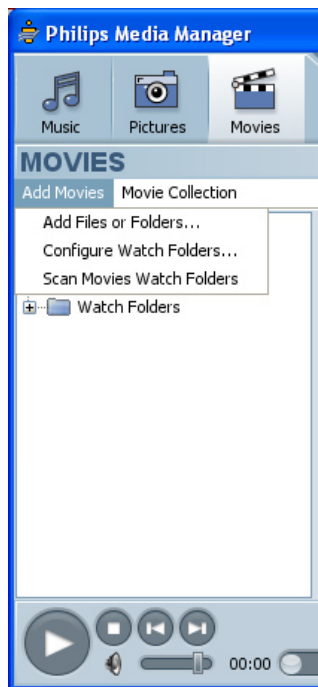 Philips Media Manager
Music Pictures Movies
MOVIES
Add Movies Movie Collection
Add Files or Folders...
Configure Watch Folders...
Scan Movies Watch Folders
Watch Folders
00:00